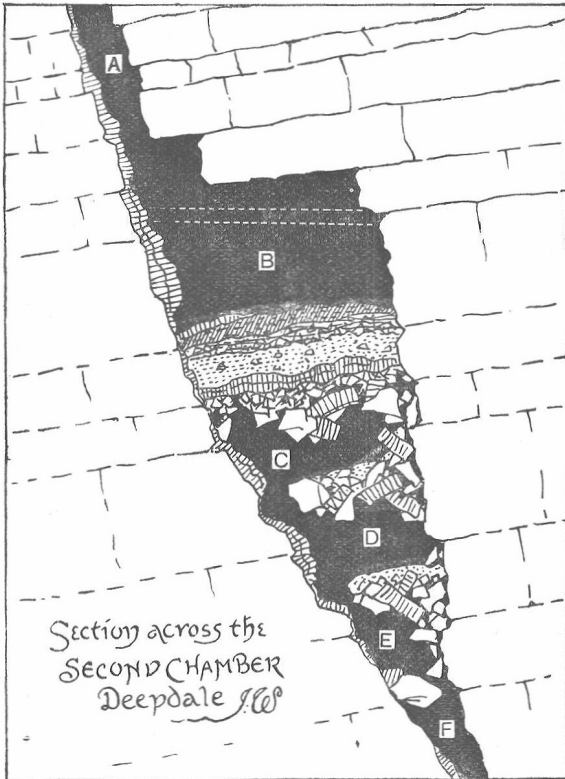 A
B
C
D
E
F
Section across the
SECOND CHAMBER
Deepdale J.W